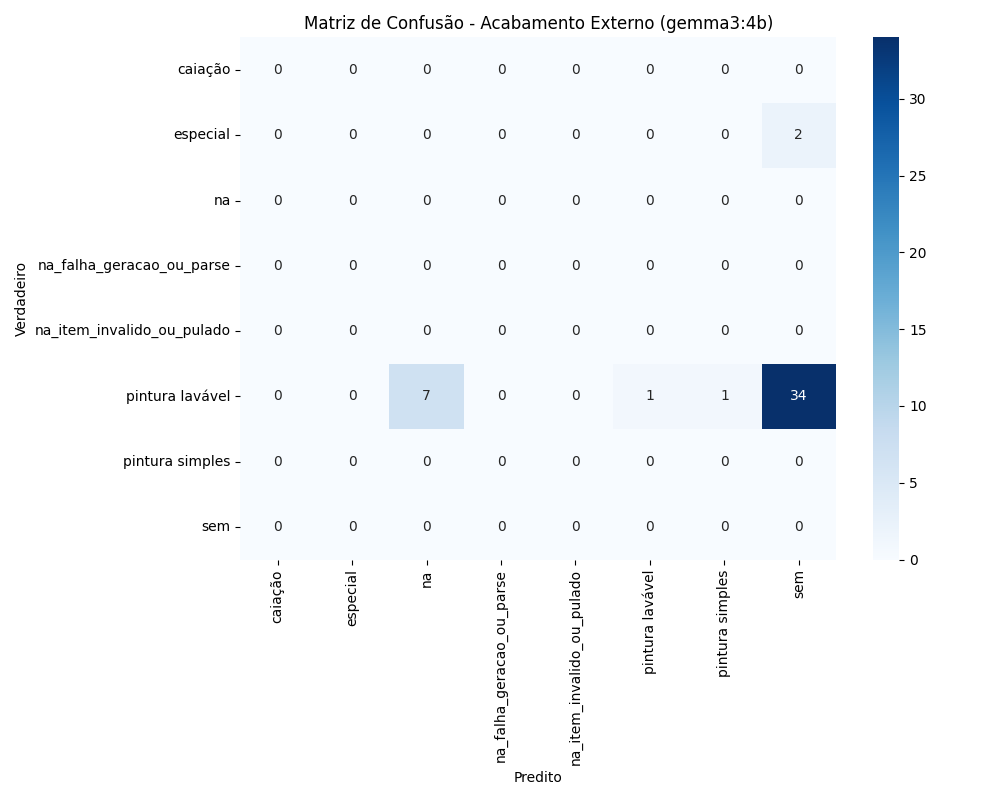 Matriz de Confusão - Acabamento Externo (gemma3:4b)
caiação 0 0 0 0 0 0 0 0
especial 0 0 0 0 0 0 0 2
na 0 0 0 0 0 0 0 0
na_falha_geracao_ou_parse 0 0 0 0 0 0 0 0
na_item_invalido_ou_pulado 0 0 0 0 0 0 0 0
pintura lavável 0 0 7 0 0 1 1 34
pintura simples 0 0 0 0 0 0 0 0
sem 0 0 0 0 0 0 0 0
Verdadeiro
caiação
especial
na
na_falha_geracao_ou_parse
na_item_invalido_ou_pulado
pintura lavável
pintura simples
sem
Predito
30
25
20
15
10
5
0